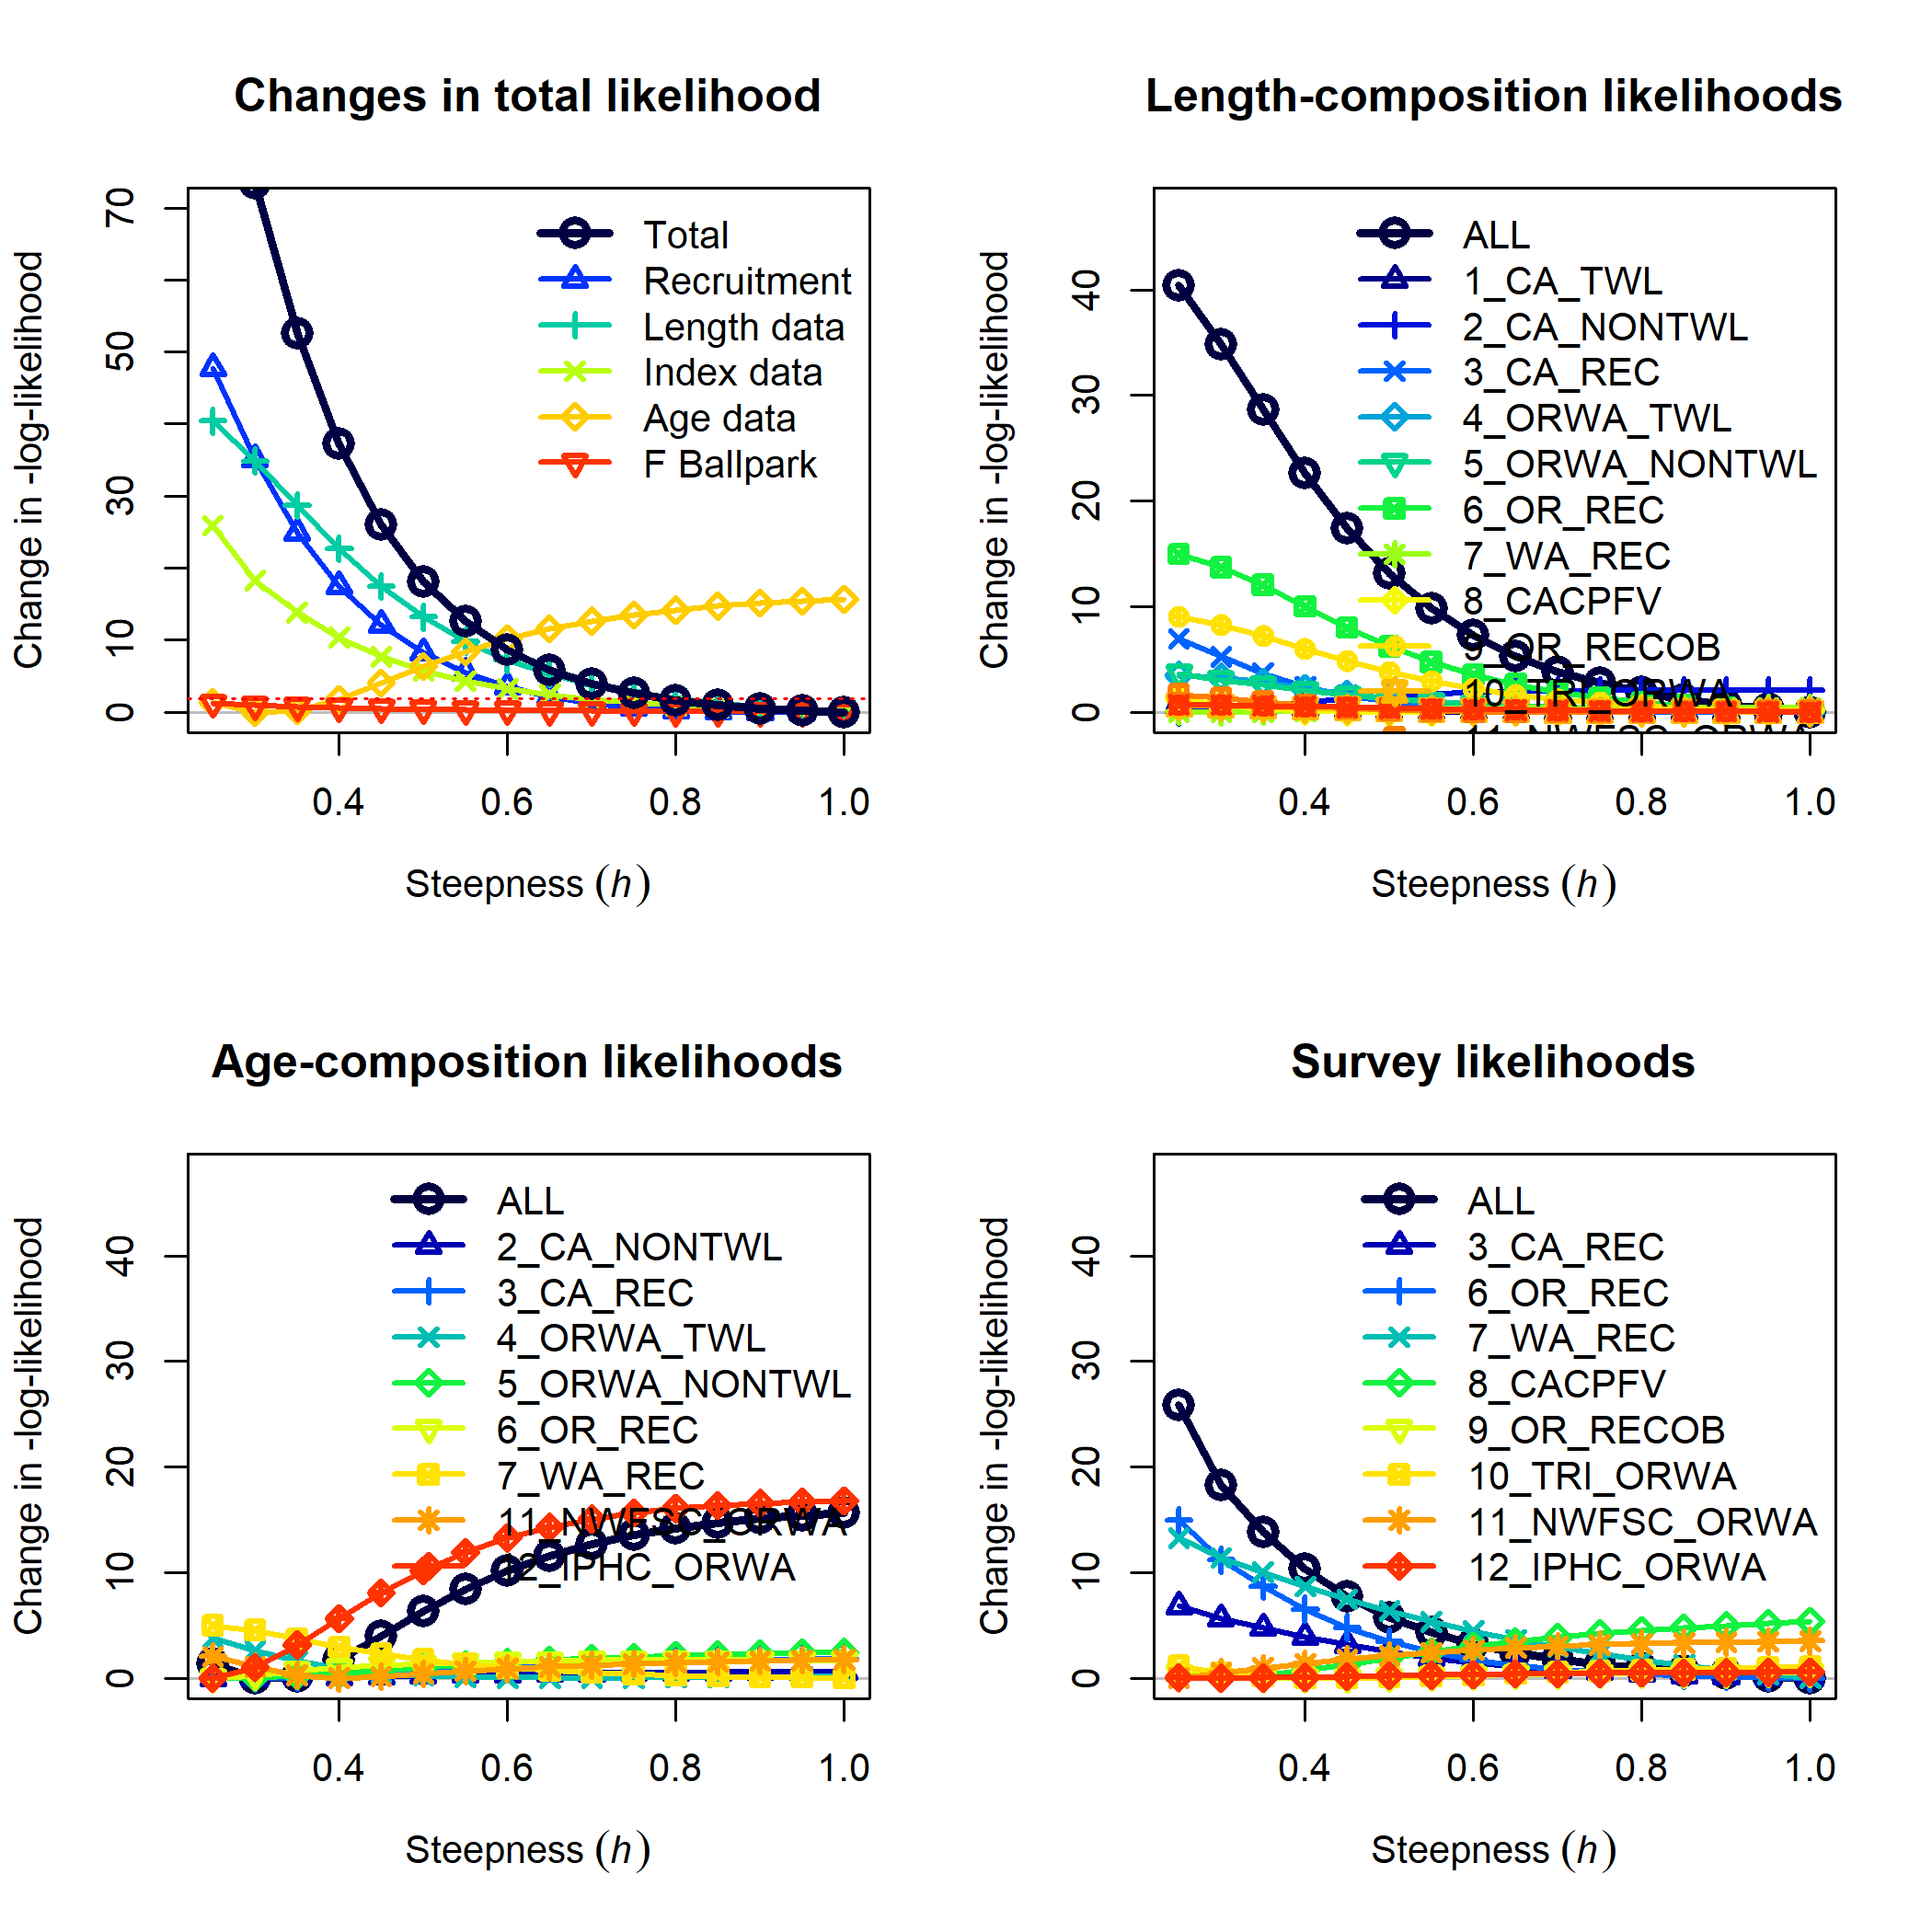 Changes in total likelihood
Change in -log-likelihood
70
50
30
10
0
Total
Recruitment
Length data
Index data
Age data
F Ballpark
0.4 0.6 0.8 1.0
Steepness (h)
Length-composition likelihoods
Change in -log-likelihood
40
30
20
10
0
ALL
1_CA_TWL
2_CA_NONTWL
3_CA_REC
4_ORWA_TWL
5_ORWA_NONTWL
6_OR_REC
7_WA_REC
8_CACPFV
9_OR_RECOB
10_TRI_ORWA
11_NWFSC_ORWA
0.4 0.6 0.8 1.0
Steepness (h)
Age-composition likelihoods
Change in -log-likelihood
40
30
20
10
0
ALL
2_CA_NONTWL
3_CA_REC
4_ORWA_TWL
5_ORWA_NONTWL
6_OR_REC
7_WA_REC
11_NWFSC_ORWA
12_IPHC_ORWA
0.4 0.6 0.8 1.0
Steepness (h)
Survey likelihoods
Change in -log-likelihood
40
30
20
10
0
ALL
3_CA_REC
6_OR_REC
7_WA_REC
8_CACPFV
9_OR_RECOB
10_TRI_ORWA
11_NWFSC_ORWA
12_IPHC_ORWA
0.4 0.6 0.8 1.0
Steepness (h)